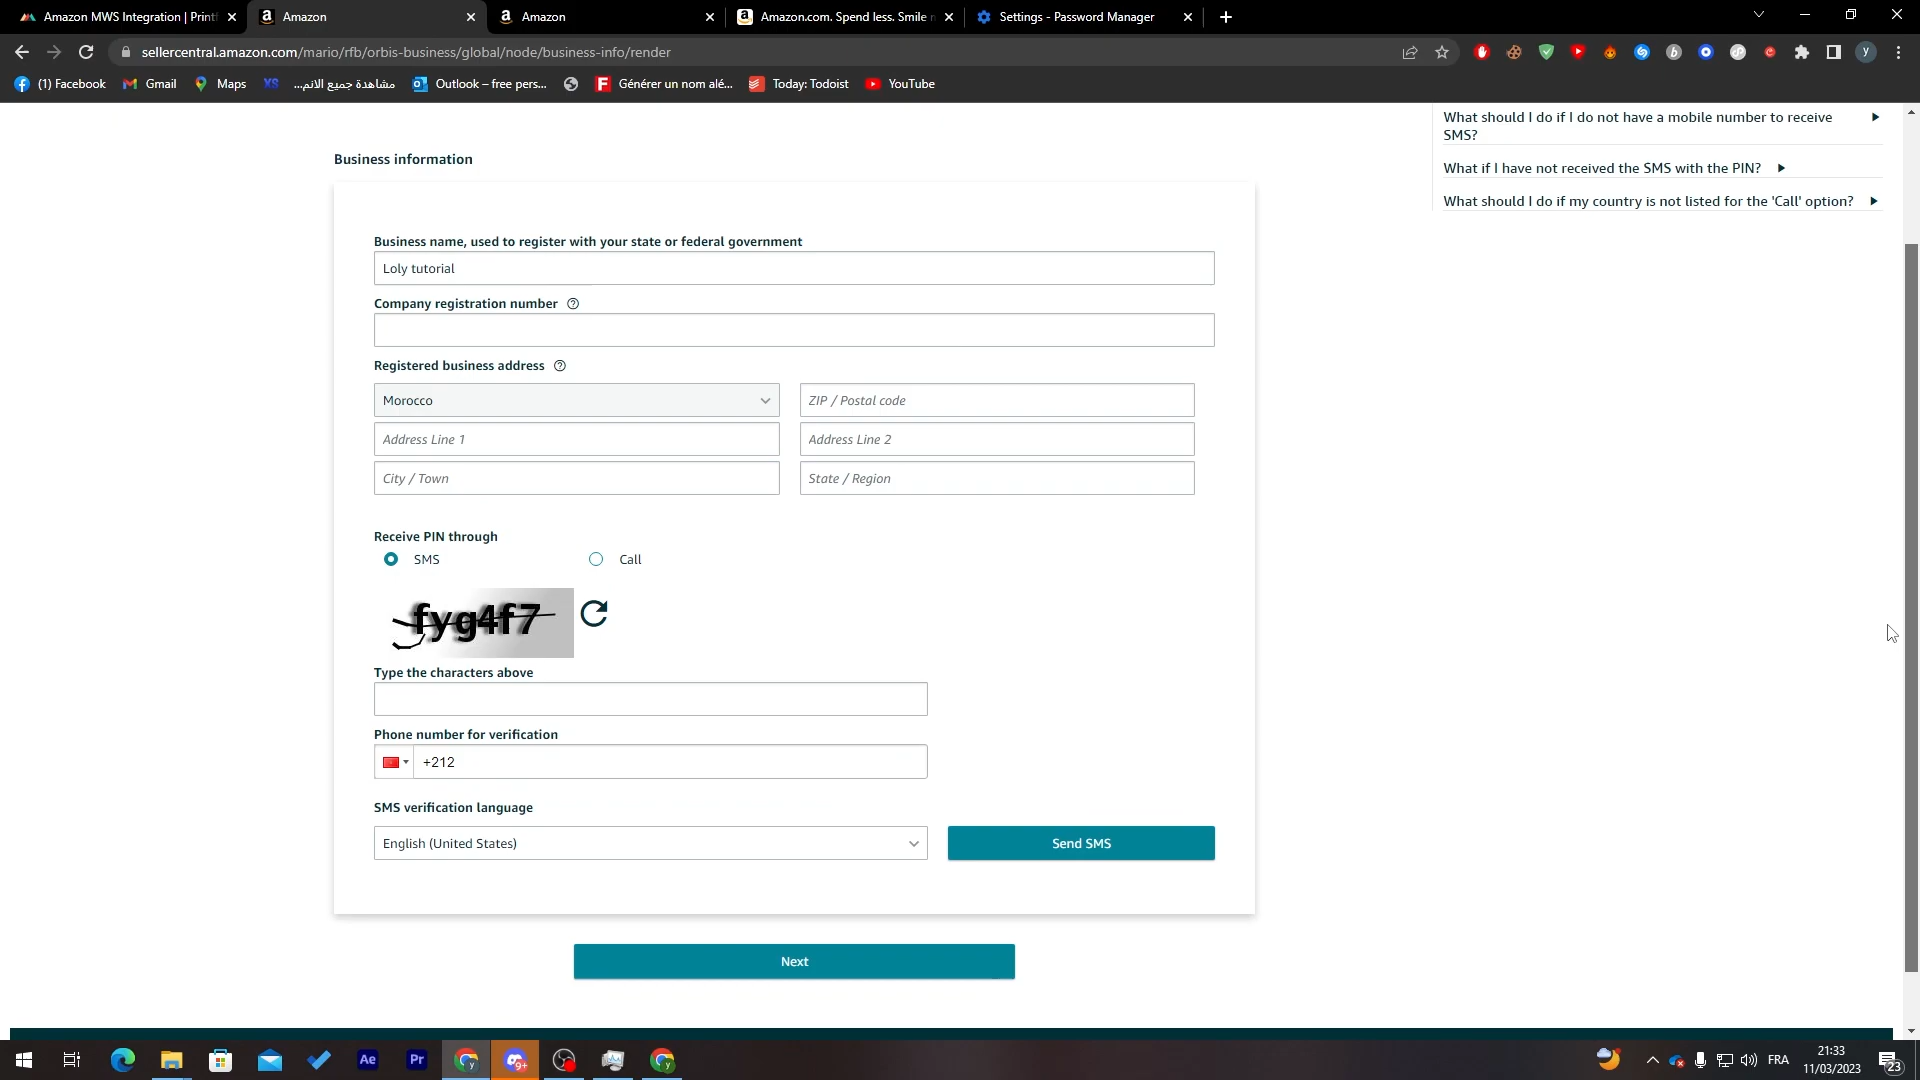 Amazon MWS Integration | Printf
Amazon
Amazon
Amazon.com. Spend less. Smile
Settings - Password Manager
sellercentral.amazon.com/mario/rfb/orbis-business/global/node/business-info/render
(1) Facebook
Gmail
Maps
XS
مشاهدة جميع الانم...
Outlook – free pers...
Générer un nom alé...
Today: Todoist
YouTube
What should I do if I do not have a mobile number to receive
SMS?
What if I have not received the SMS with the PIN?
What should I do if my country is not listed for the 'Call' option?
Business information
Business name, used to register with your state or federal government
Loly tutorial
Company registration number
Registered business address
Morocco
ZIP / Postal code
Address Line 1
Address Line 2
City / Town
State / Region
Receive PIN through
SMS
Call
fyg4f7
Type the characters above
Phone number for verification
+212
SMS verification language
English (United States)
Send SMS
Next
Ae
Pr
9+
FRA
21:33
11/03/2023
23